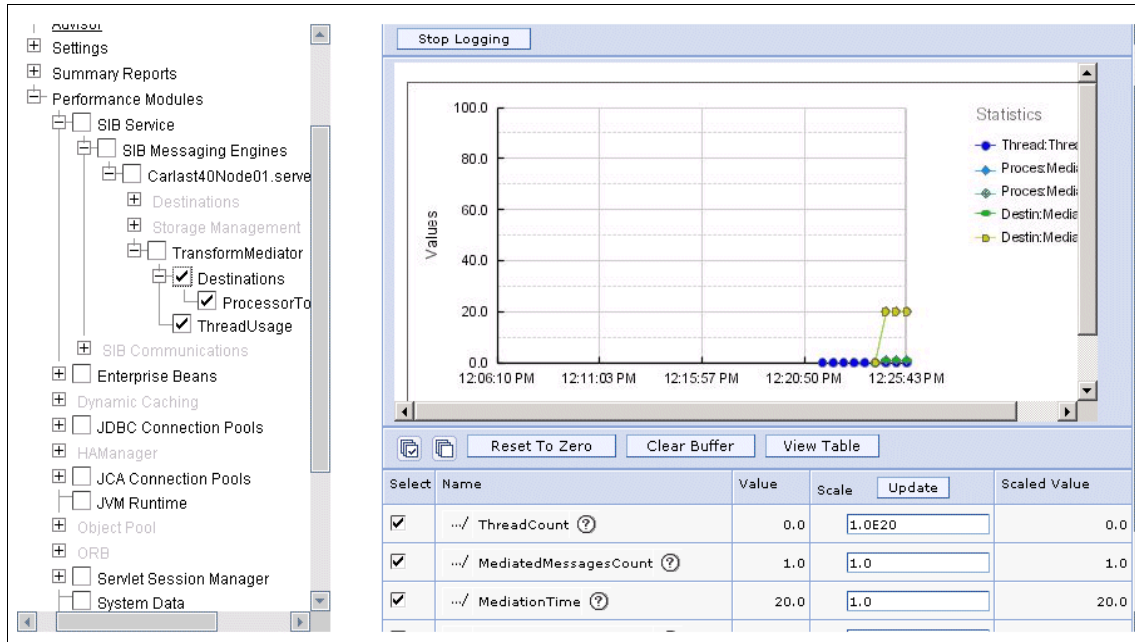 Advisor
Settings
Summary Reports
Performance Modules
SIB Service
SIB Messaging Engines
Carlast40Node01.serve
Destinations
Storage Management
TransformMediator
Destinations
ProcessorTo
ThreadUsage
SIB Communications
Enterprise Beans
Dynamic Caching
JDBC Connection Pools
HAManager
JCA Connection Pools
JVM Runtime
Object Pool
ORB
Servlet Session Manager
System Data
Stop Logging
100.0
80.0
60.0
40.0
20.0
0.0
Values
12:06:10 PM 12:11:03 PM 12:15:57 PM 12:20:50 PM 12:25:43 PM
Statistics
Thread:Threa
Proces:Media
Proces:Media
Destin:Media
Destin:Media
Reset To Zero Clear Buffer View Table
Select Name Value Scale Update Scaled Value
.../ ThreadCount ? 0.0 1.0E20 0.0
.../ MediatedMessagesCount ? 1.0 1.0 1.0
.../ MediationTime ? 20.0 1.0 20.0